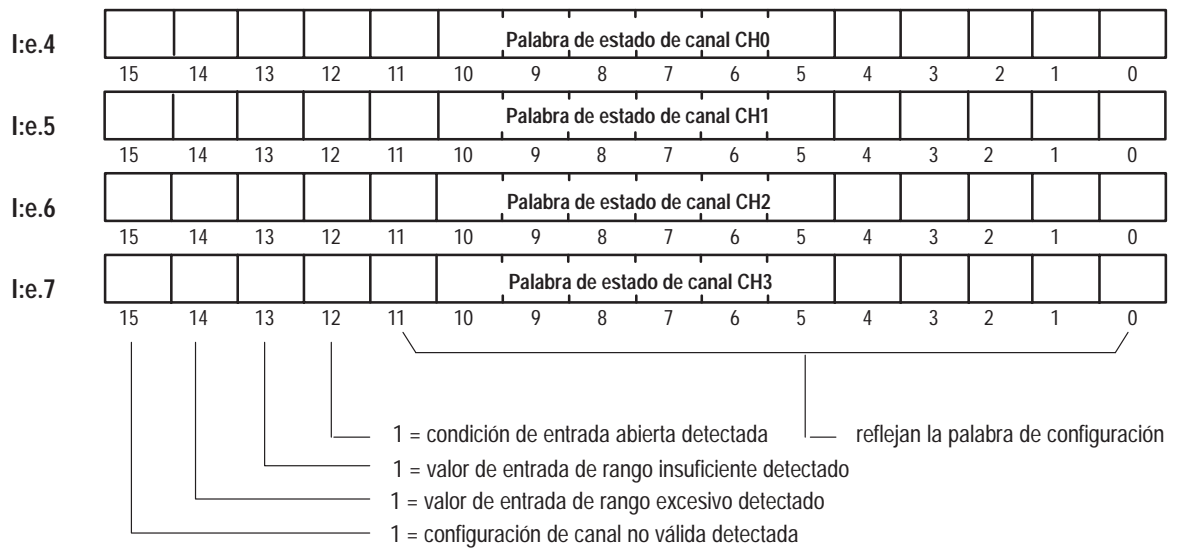 I:e.4 Palabra de estado de canal CH0
15 14 13 12 11 10 9 8 7 6 5 4 3 2 1 0
I:e.5 Palabra de estado de canal CH1
15 14 13 12 11 10 9 8 7 6 5 4 3 2 1 0
I:e.6 Palabra de estado de canal CH2
15 14 13 12 11 10 9 8 7 6 5 4 3 2 1 0
I:e.7 Palabra de estado de canal CH3
15 14 13 12 11 10 9 8 7 6 5 4 3 2 1 0
1 = condición de entrada abierta detectada reflejan la palabra de configuración
1 = valor de entrada de rango insuficiente detectado
1 = valor de entrada de rango excesivo detectado
1 = configuración de canal no válida detectada